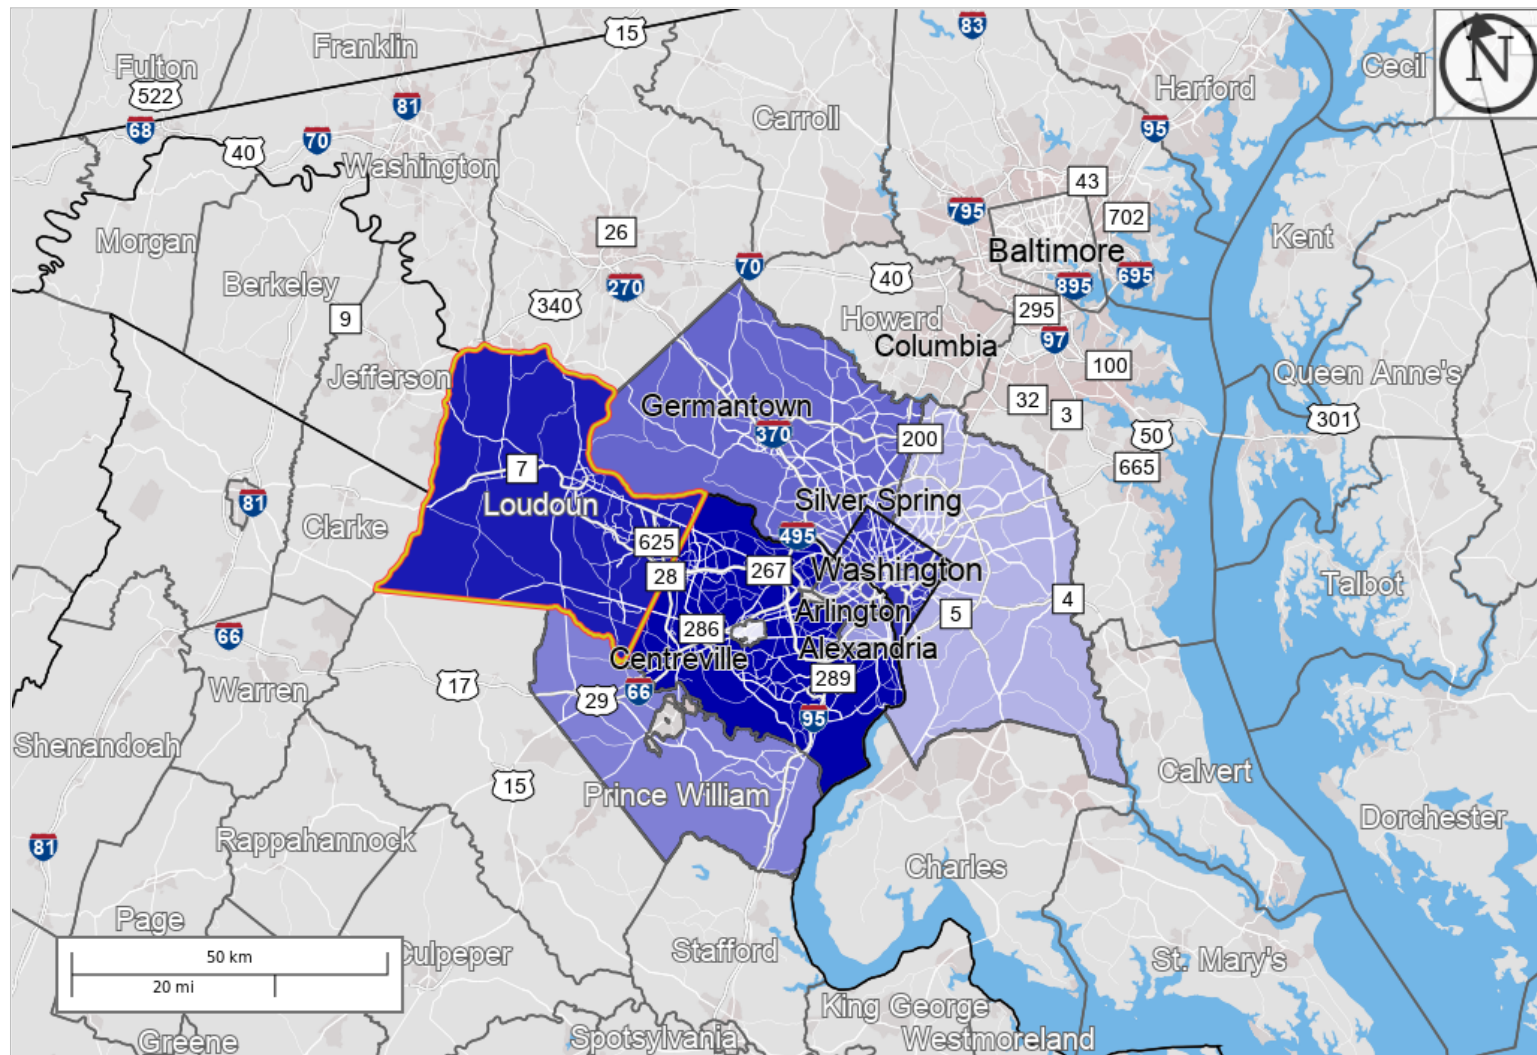 15
83
Franklin
Fulton
522
Cecil
N
Harford
81
Carroll
68
70
40
95
Washington
43
795
702
26
Morgan
Baltimore
Kent
70
Berkeley
270
40
895
695
340
295
9
Howard
97
Columbia
100
Jefferson
Queen Anne's
Germantown
32
3
301
370
200
50
7
665
81
Loudoun
Silver Spring
Clarke
625
495
28
267
Washington
Talbot
4
Arlington
5
66
286
Alexandria
Centreville
289
17
Warren
29
66
95
Shenandoah
Calvert
15
Prince William
Dorchester
81
Rappahannock
Charles
Page
50 km
Culpeper
Stafford
St. Mary's
20 mi
King George
Greene
Spotsylvania
Westmoreland